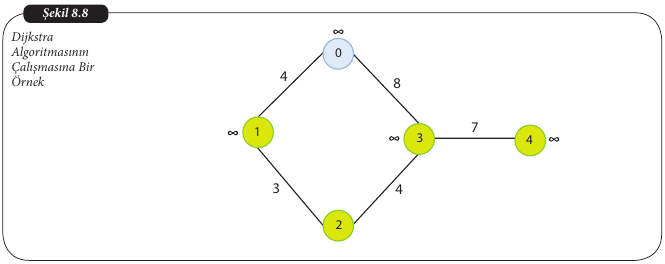 Şekil 8.8
Dijkstra
Algoritmasının
Çalışmasına Bir
Örnek
∞
0
4
8
∞ 1
∞ 3
7
4 ∞
3
4
2